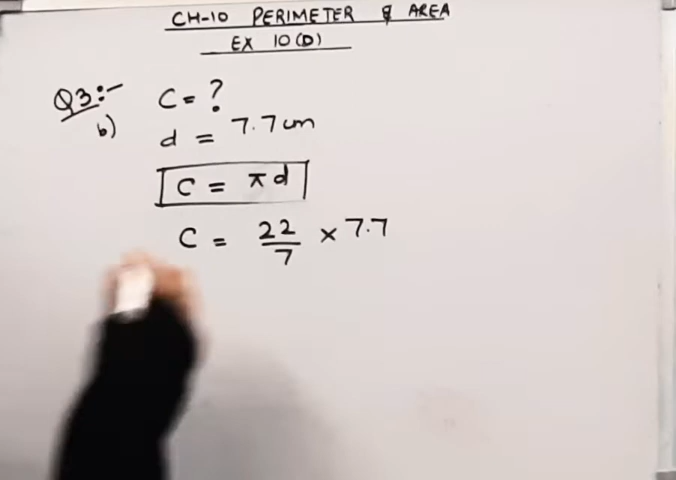 CH-10 PERIMETER & AREA
EX 10(D)
Q3:- C = ?
b) d = 7.7 cm
C = πd
C = 22/7 × 7.7